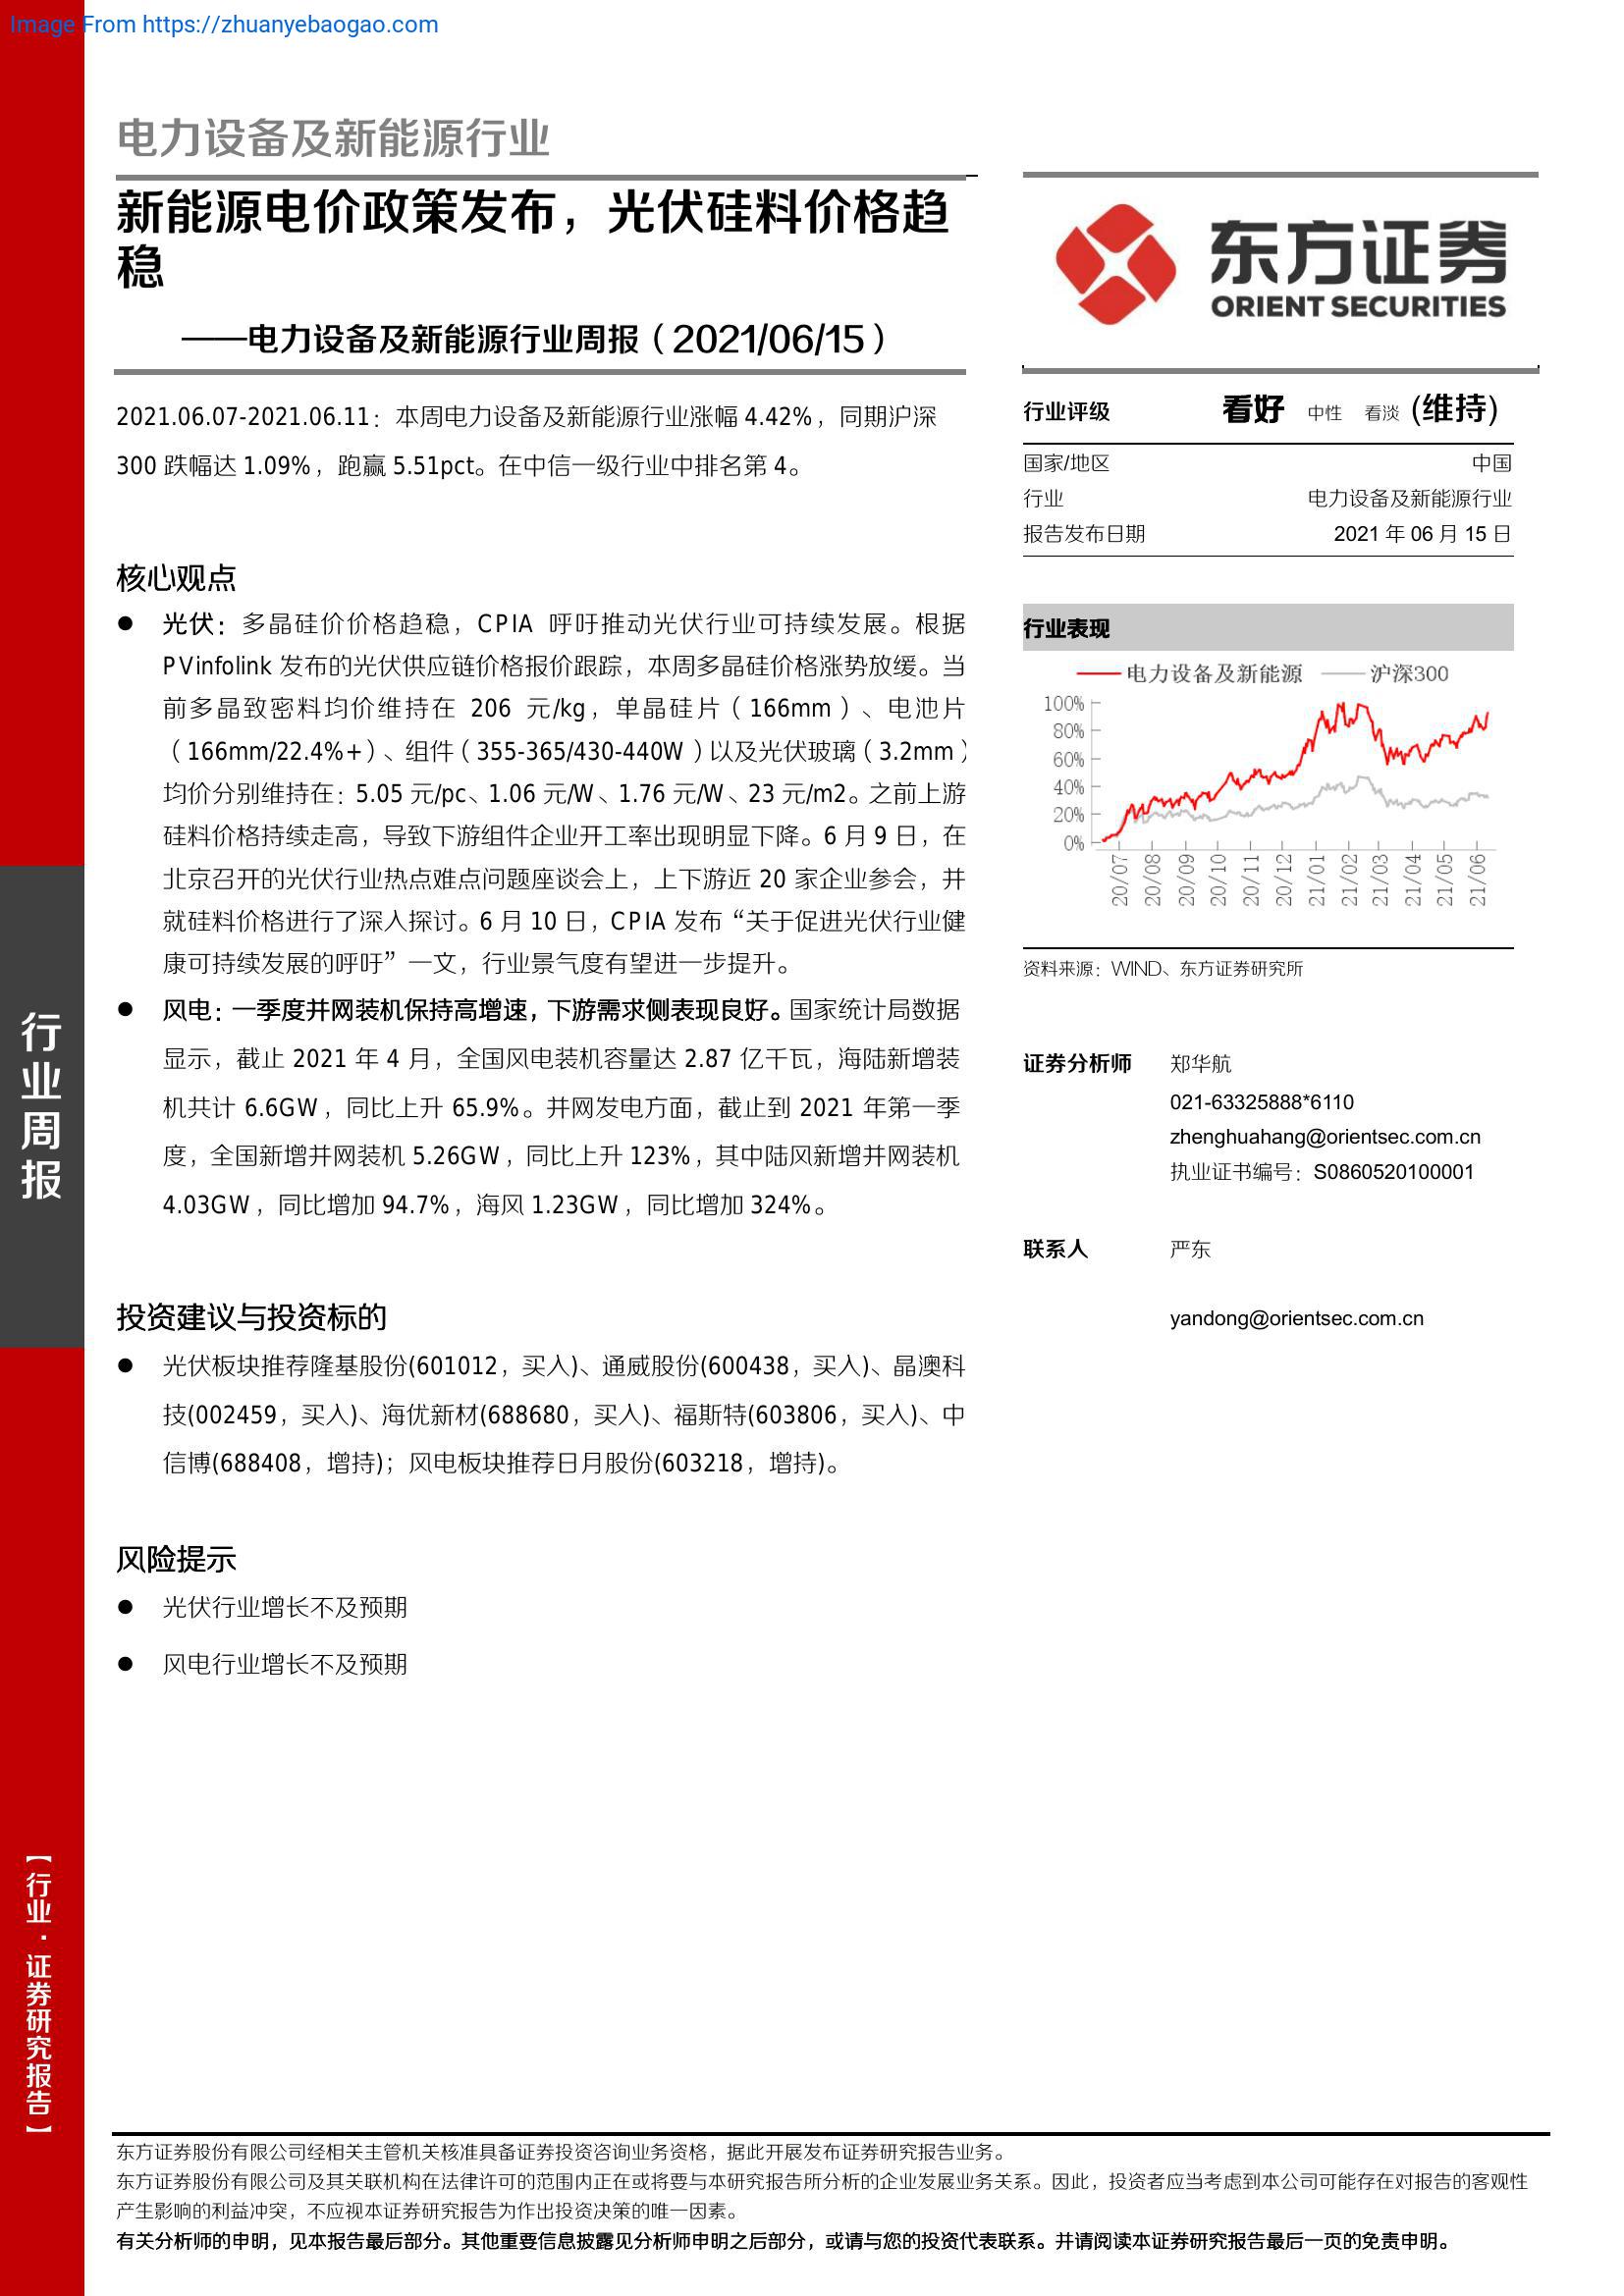 Image From https://zhuanyebaogao.com
电力设备及新能源行业
新能源电价政策发布，光伏硅料价格趋
稳
——电力设备及新能源行业周报（2021/06/15）
2021.06.07-2021.06.11：本周电力设备及新能源行业涨幅 4.42%，同期沪深
300 跌幅达 1.09%，跑赢 5.51pct。在中信一级行业中排名第 4。
核心观点
● 光伏：多晶硅价价格趋稳，CPIA 呼吁推动光伏行业可持续发展。根据
PVinfolink 发布的光伏供应链价格报价跟踪，本周多晶硅价格涨势放缓。当
前多晶致密料均价维持在 206 元/kg，单晶硅片（166mm）、电池片
（166mm/22.4%+）、组件（355-365/430-440W）以及光伏玻璃（3.2mm）
均价分别维持在：5.05 元/pc、1.06 元/W、1.76 元/W、23 元/m2。之前上游
硅料价格持续走高，导致下游组件企业开工率出现明显下降。6 月 9 日，在
北京召开的光伏行业热点难点问题座谈会上，上下游近 20 家企业参会，并
就硅料价格进行了深入探讨。6 月 10 日，CPIA 发布“关于促进光伏行业健
康可持续发展的呼吁”一文，行业景气度有望进一步提升。
● 风电：一季度并网装机保持高增速，下游需求侧表现良好。国家统计局数据
显示，截止 2021 年 4 月，全国风电装机容量达 2.87 亿千瓦，海陆新增装
机共计 6.6GW，同比上升 65.9%。并网发电方面，截止到 2021 年第一季
度，全国新增并网装机 5.26GW，同比上升 123%，其中陆风新增并网装机
4.03GW，同比增加 94.7%，海风 1.23GW，同比增加 324%。
投资建议与投资标的
● 光伏板块推荐隆基股份(601012，买入)、通威股份(600438，买入)、晶澳科
技(002459，买入)、海优新材(688680，买入)、福斯特(603806，买入)、中
信博(688408，增持)；风电板块推荐日月股份(603218，增持)。
风险提示
● 光伏行业增长不及预期
● 风电行业增长不及预期
东方证券
ORIENT SECURITIES
行业评级 看好 中性 看淡 (维持)
国家/地区 中国
行业 电力设备及新能源行业
报告发布日期 2021 年 06 月 15 日
行业表现
电力设备及新能源 沪深300
100%
80%
60%
40%
20%
0%
20/07 20/08 20/09 20/10 20/11 20/12 21/01 21/02 21/03 21/04 21/05 21/06
资料来源：WIND、东方证券研究所
证券分析师 郑华航
021-63325888*6110
zhenghuahang@orientsec.com.cn
执业证书编号：S0860520100001
联系人 严东
yandong@orientsec.com.cn
行业周报
【行业·证券研究报告】
东方证券股份有限公司经相关主管机关核准具备证券投资咨询业务资格，据此开展发布证券研究报告业务。
东方证券股份有限公司及其关联机构在法律许可的范围内正在或将要与本研究报告所分析的企业发展业务关系。因此，投资者应当考虑到本公司可能存在对报告的客观性
产生影响的利益冲突，不应视本证券研究报告为作出投资决策的唯一因素。
有关分析师的申明，见本报告最后部分。其他重要信息披露见分析师申明之后部分，或请与您的投资代表联系。并请阅读本证券研究报告最后一页的免责申明。